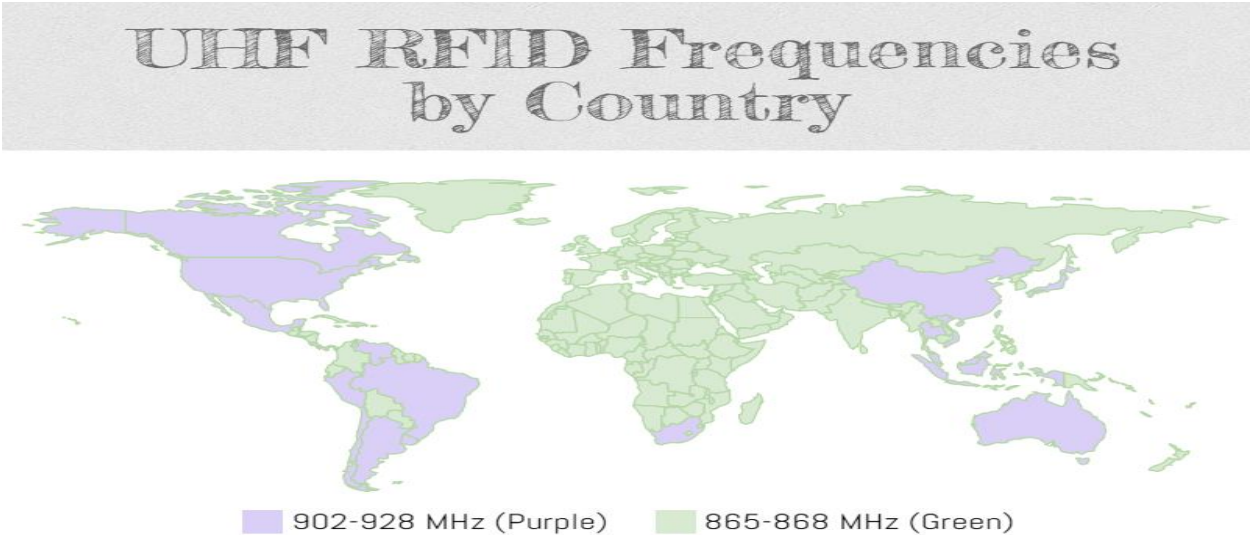 UHF RFID Frequencies
by Country
902-928 MHz (Purple)
865-868 MHz (Green)